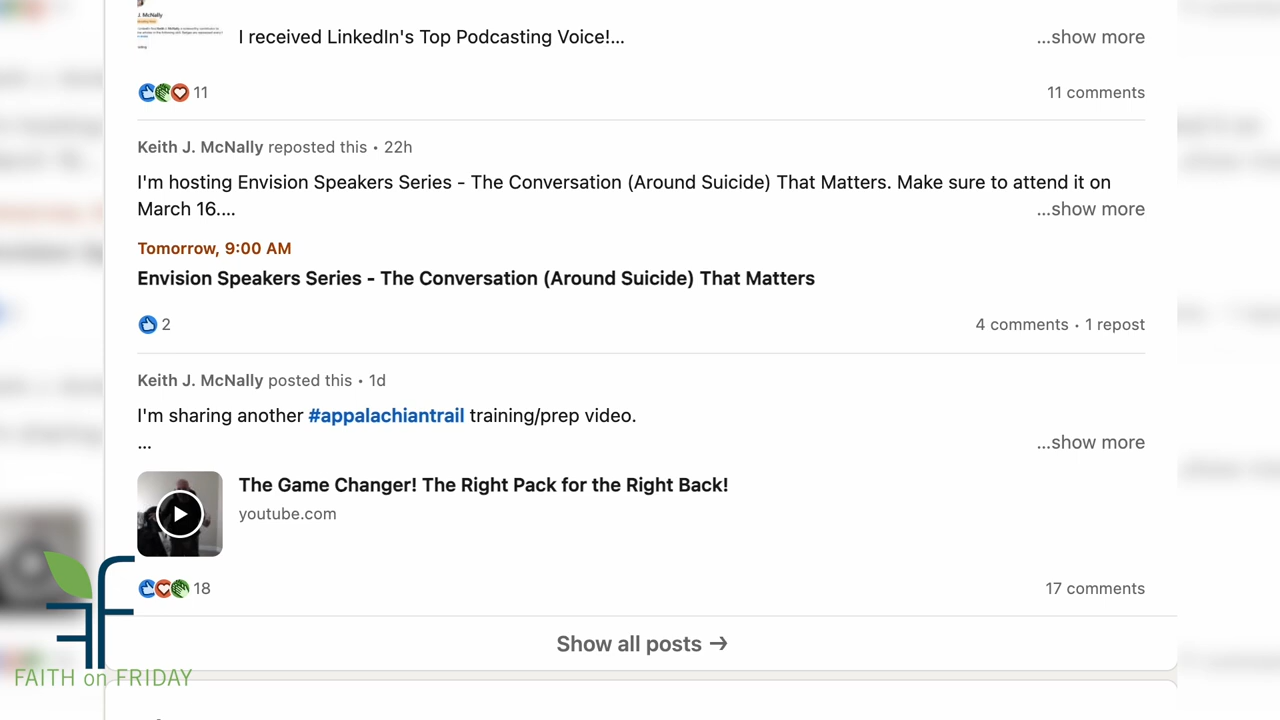 J. McNally
I received LinkedIn's Top Podcasting Voice!...
...show more
11
11 comments
Keith J. McNally reposted this • 22h
I'm hosting Envision Speakers Series - The Conversation (Around Suicide) That Matters. Make sure to attend it on
March 16....
...show more
Tomorrow, 9:00 AM
Envision Speakers Series - The Conversation (Around Suicide) That Matters
2
4 comments • 1 repost
Keith J. McNally posted this • 1d
I'm sharing another #appalachiantrail training/prep video.
...
...show more
The Game Changer! The Right Pack for the Right Back!
youtube.com
18
17 comments
Show all posts →
FAITH on FRIDAY